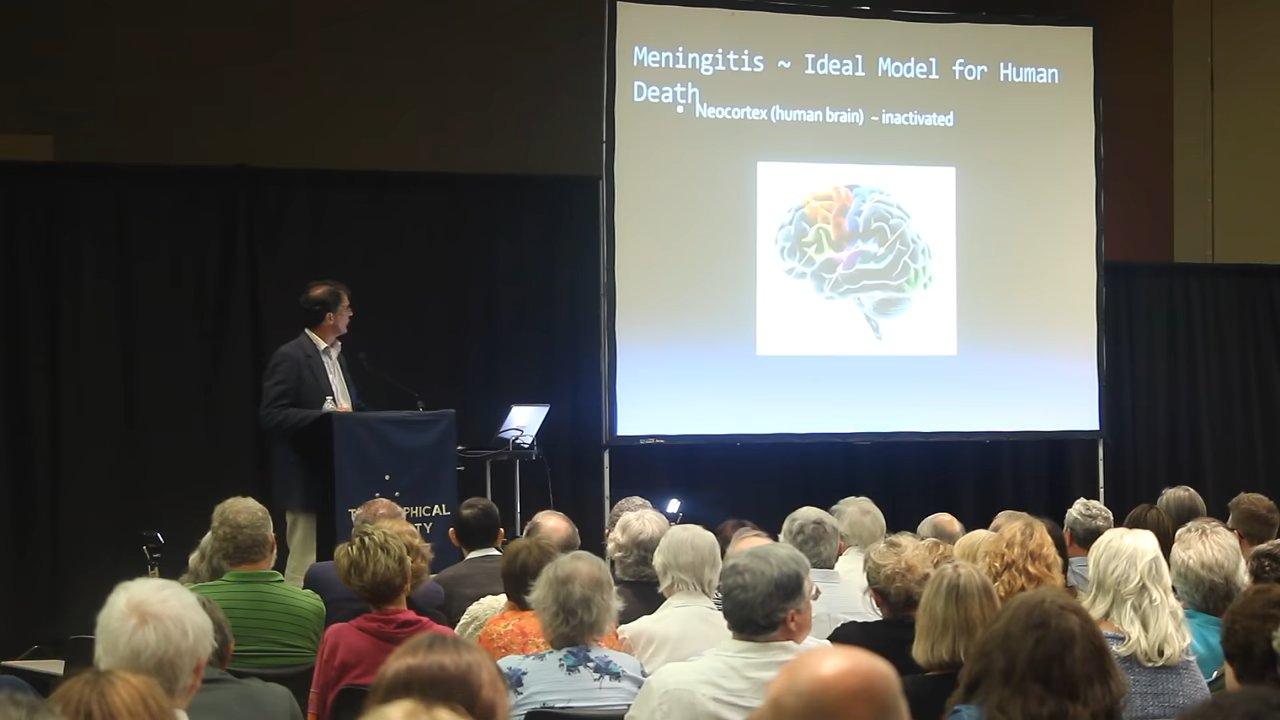 Meningitis ~ Ideal Model for Human
Death
• Neocortex (human brain) ~ inactivated